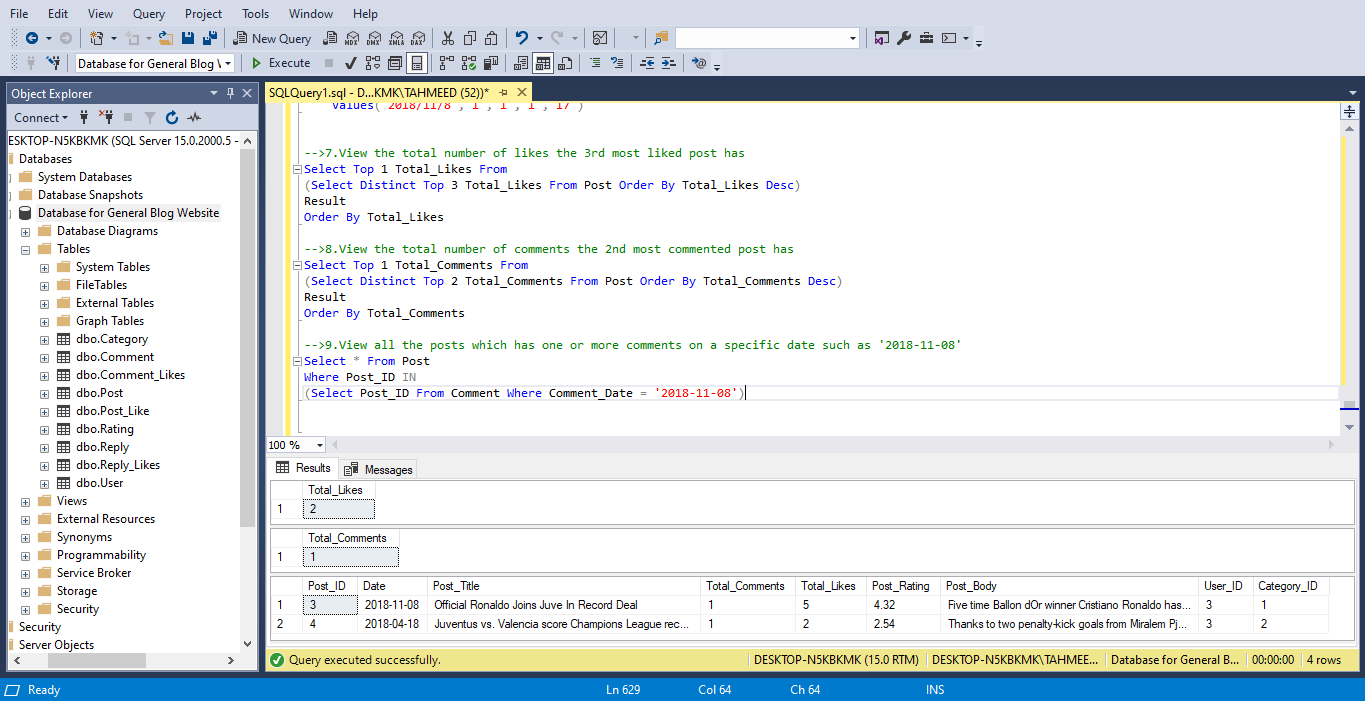 File Edit View Query Project Tools Window Help
New Query MDX DMX XMLA DAX
Database for General Blog Execute
Object Explorer
SQLQuery1.sql - D...KMK\TAHMEED (52))*
Connect
ESKTOP-N5KBKMK (SQL Server 15.0.2000.5 -
Databases
System Databases
Database Snapshots
Database for General Blog Website
Database Diagrams
Tables
System Tables
FileTables
External Tables
Graph Tables
dbo.Category
dbo.Comment
dbo.Comment_Likes
dbo.Post
dbo.Post_Like
dbo.Rating
dbo.Reply
dbo.Reply_Likes
dbo.User
Views
External Resources
Synonyms
Programmability
Service Broker
Storage
Security
Security
Server Objects
values('2018/11/8','1','1','1','17')
-->7.View the total number of likes the 3rd most liked post has
Select Top 1 Total_Likes From
(Select Distinct Top 3 Total_Likes From Post Order By Total_Likes Desc)
Result
Order By Total_Likes
-->8.View the total number of comments the 2nd most commented post has
Select Top 1 Total_Comments From
(Select Distinct Top 2 Total_Comments From Post Order By Total_Comments Desc)
Result
Order By Total_Comments
-->9.View all the posts which has one or more comments on a specific date such as '2018-11-08'
Select * From Post
Where Post_ID IN
(Select Post_ID From Comment Where Comment_Date = '2018-11-08')
100 %
Results Messages
Total_Likes
1 2
Total_Comments
1 1
Post_ID Date Post_Title Total_Comments Total_Likes Post_Rating Post_Body User_ID Category_ID
1 3 2018-11-08 Official Ronaldo Joins Juve In Record Deal 1 5 4.32 Five time Ballon dOr winner Cristiano Ronaldo has... 3 1
2 4 2018-04-18 Juventus vs. Valencia score Champions League rec... 1 2 2.54 Thanks to two penalty-kick goals from Miralem Pj... 3 2
Query executed successfully. DESKTOP-N5KBKMK (15.0 RTM) DESKTOP-N5KBKMK\TAHMEE... Database for General B... 00:00:00 4 rows
Ready Ln 629 Col 64 Ch 64 INS